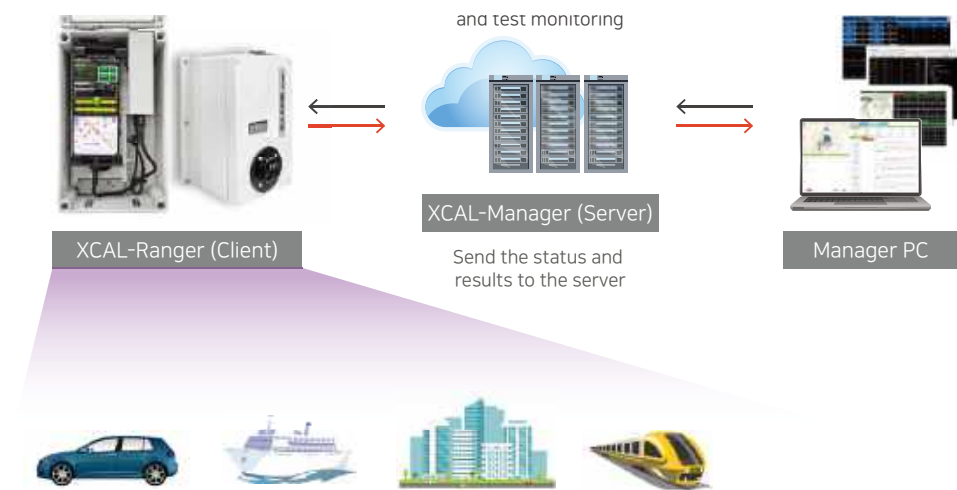 and test monitoring
XCAL-Manager (Server)
XCAL-Ranger (Client)
Manager PC
Send the status and
results to the server